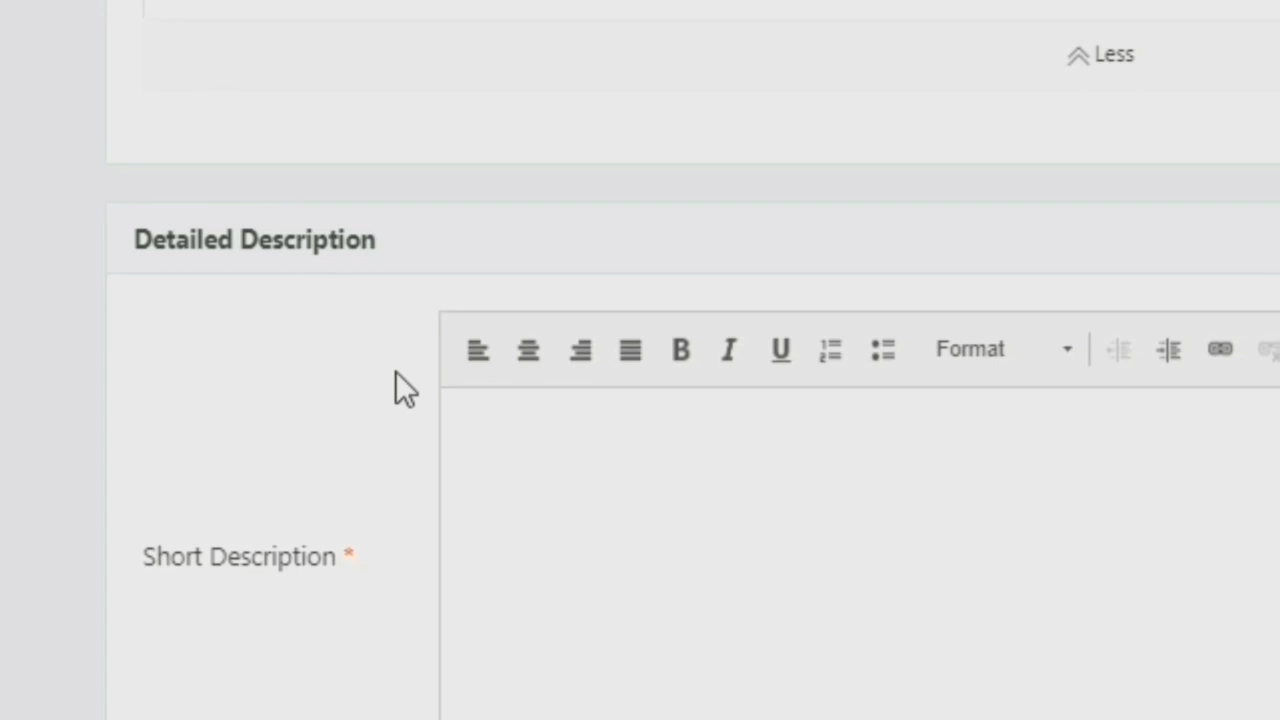 Less
Detailed Description
B I U Format
Short Description *